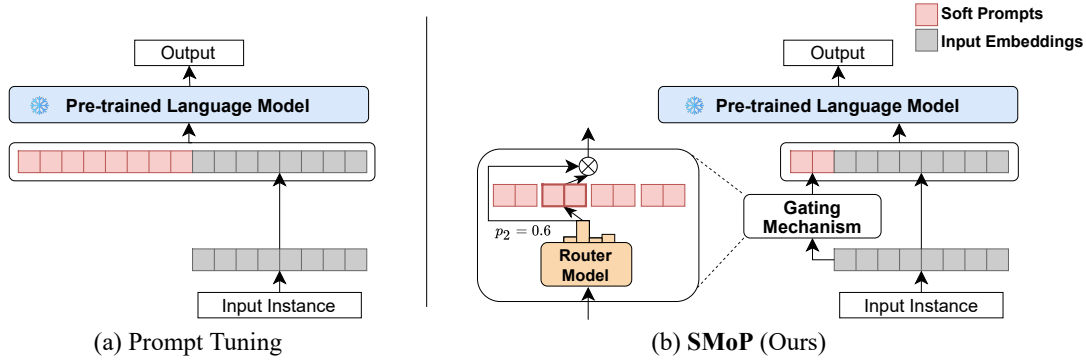 Output
Pre-trained Language Model
Input Instance
(a) Prompt Tuning
Soft Prompts
Input Embeddings
Output
Pre-trained Language Model
Gating
Mechanism
p₂ = 0.6
Router
Model
Input Instance
(b) SMoP (Ours)